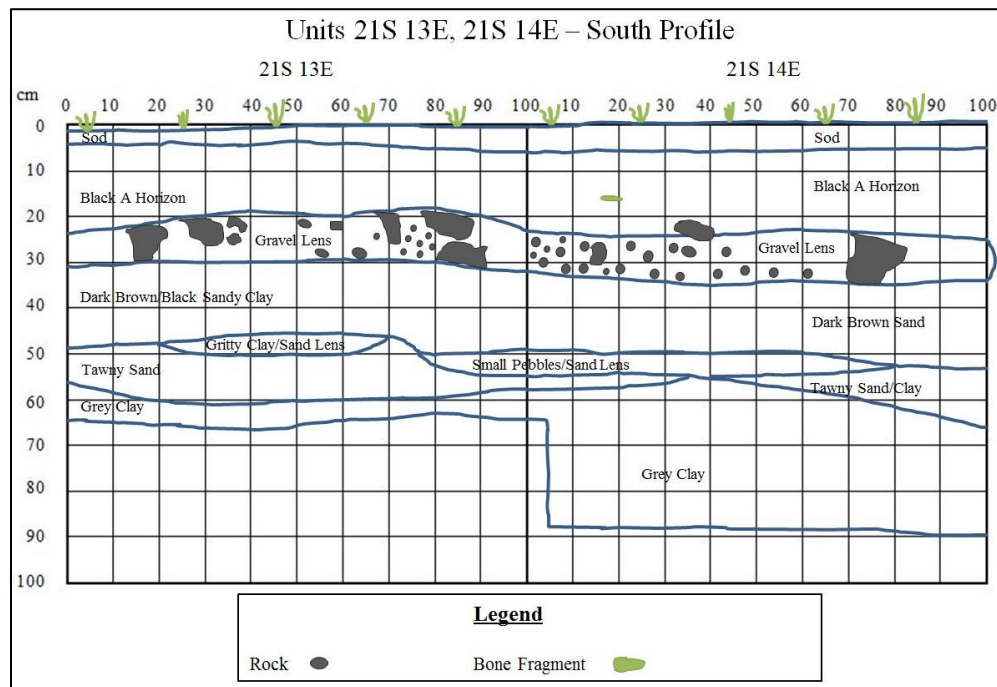 Units 21S 13E, 21S 14E – South Profile
21S 13E 21S 14E
cm
0 10 20 30 40 50 60 70 80 90 100 10 20 30 40 50 60 70 80 90 100
0
Sod Sod
10
Black A Horizon Black A Horizon
20
Gravel Lens Gravel Lens
30
Dark Brown/Black Sandy Clay Dark Brown Sand
40
Gritty Clay/Sand Lens
50
Tawny Sand Small Pebbles/Sand Lens Tawny Sand/Clay
60
Grey Clay
70
Grey Clay
80
90
100
Legend
Rock Bone Fragment